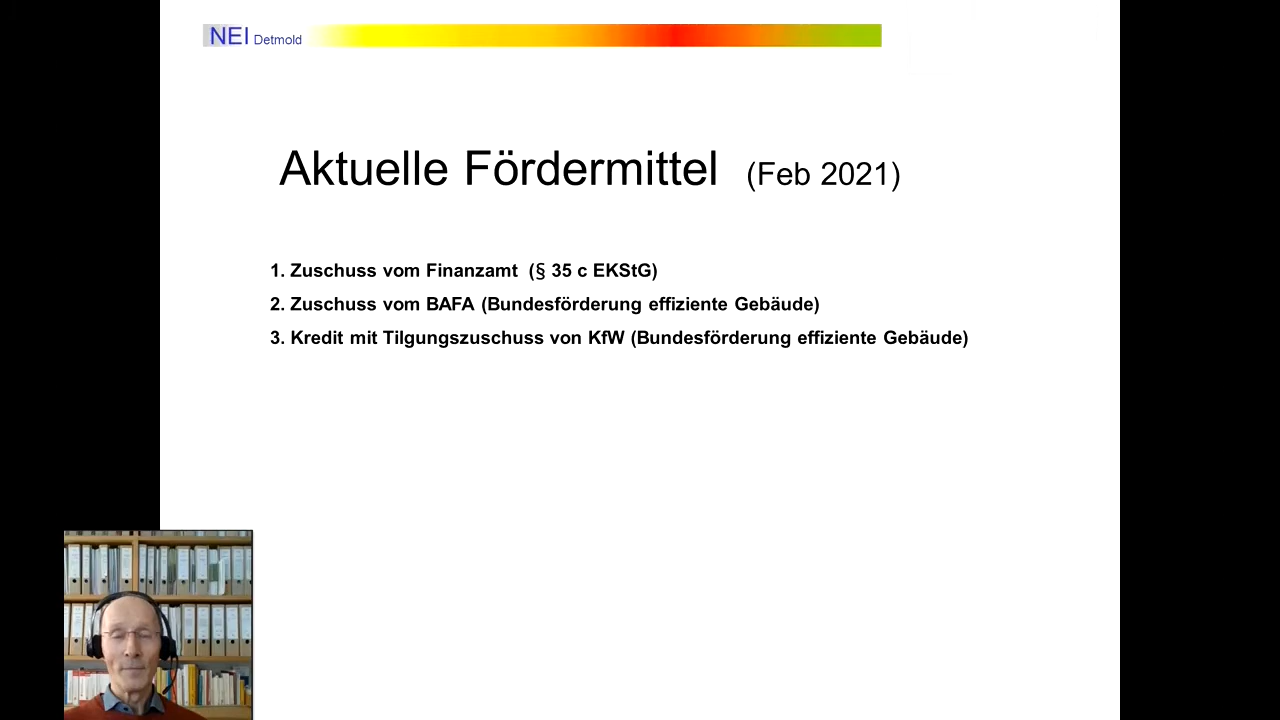 NEI Detmold
Aktuelle Fördermittel (Feb 2021)
1. Zuschuss vom Finanzamt (§ 35 c EKStG)
2. Zuschuss vom BAFA (Bundesförderung effiziente Gebäude)
3. Kredit mit Tilgungszuschuss von KfW (Bundesförderung effiziente Gebäude)